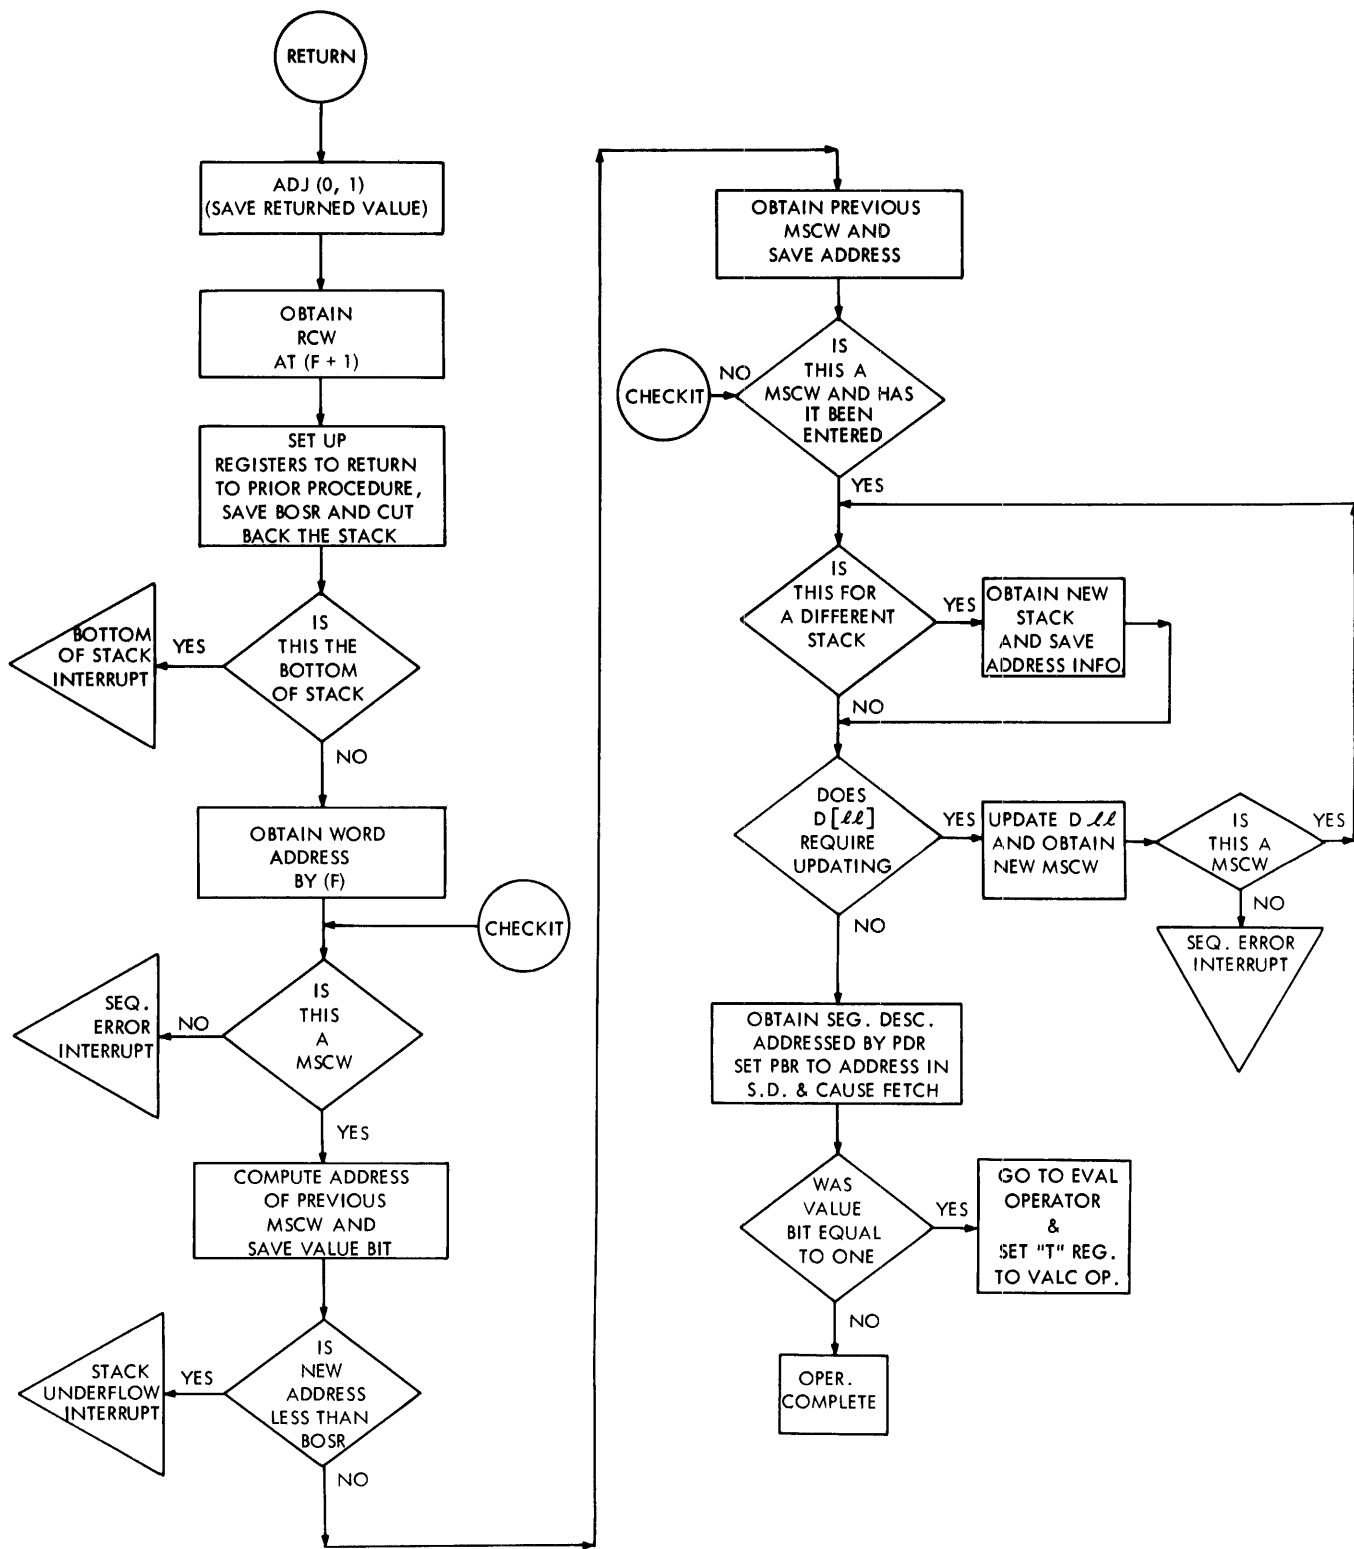 RETURN
ADJ (0, 1)
(SAVE RETURNED VALUE)
OBTAIN
RCW
AT (F + 1)
SET UP
REGISTERS TO RETURN
TO PRIOR PROCEDURE,
SAVE BOSR AND CUT
BACK THE STACK
IS
THIS THE
BOTTOM
OF STACK
YES
BOTTOM
OF STACK
INTERRUPT
NO
OBTAIN WORD
ADDRESS
BY (F)
CHECKIT
IS
THIS
A
MSCW
NO
SEQ.
ERROR
INTERRUPT
YES
COMPUTE ADDRESS
OF PREVIOUS
MSCW AND
SAVE VALUE BIT
IS
NEW
ADDRESS
LESS THAN
BOSR
YES
STACK
UNDERFLOW
INTERRUPT
NO
OBTAIN PREVIOUS
MSCW AND
SAVE ADDRESS
IS
THIS A
MSCW AND HAS
IT BEEN
ENTERED
NO
CHECKIT
YES
IS
THIS FOR
A DIFFERENT
STACK
YES
OBTAIN NEW
STACK
AND SAVE
ADDRESS INFO.
NO
DOES
D [ℓℓ]
REQUIRE
UPDATING
YES
UPDATE D ℓℓ
AND OBTAIN
NEW MSCW
IS
THIS A
MSCW
YES
NO
SEQ. ERROR
INTERRUPT
NO
OBTAIN SEG. DESC.
ADDRESSED BY PDR
SET PBR TO ADDRESS IN
S.D. & CAUSE FETCH
WAS
VALUE
BIT EQUAL
TO ONE
YES
GO TO EVAL
OPERATOR
&
SET "T" REG.
TO VALC OP.
NO
OPER.
COMPLETE